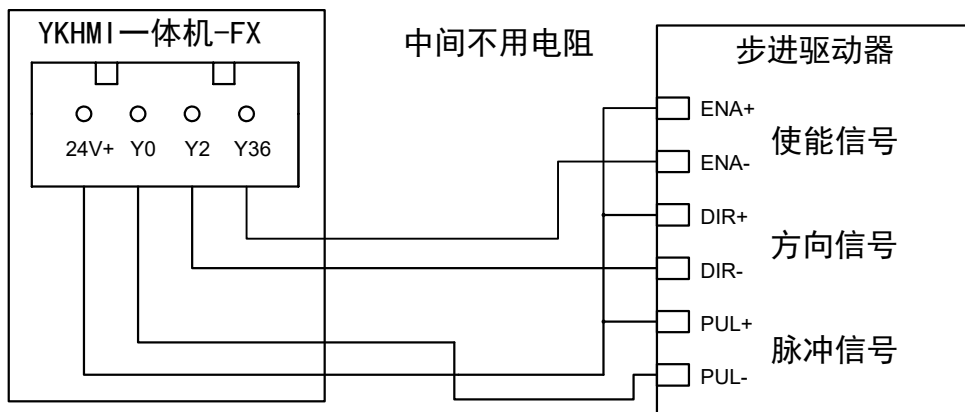 YKHMI一体机-FX
24V+ Y0 Y2 Y36
中间不用电阻
步进驱动器
ENA+
使能信号
ENA-
DIR+
方向信号
DIR-
PUL+
脉冲信号
PUL-